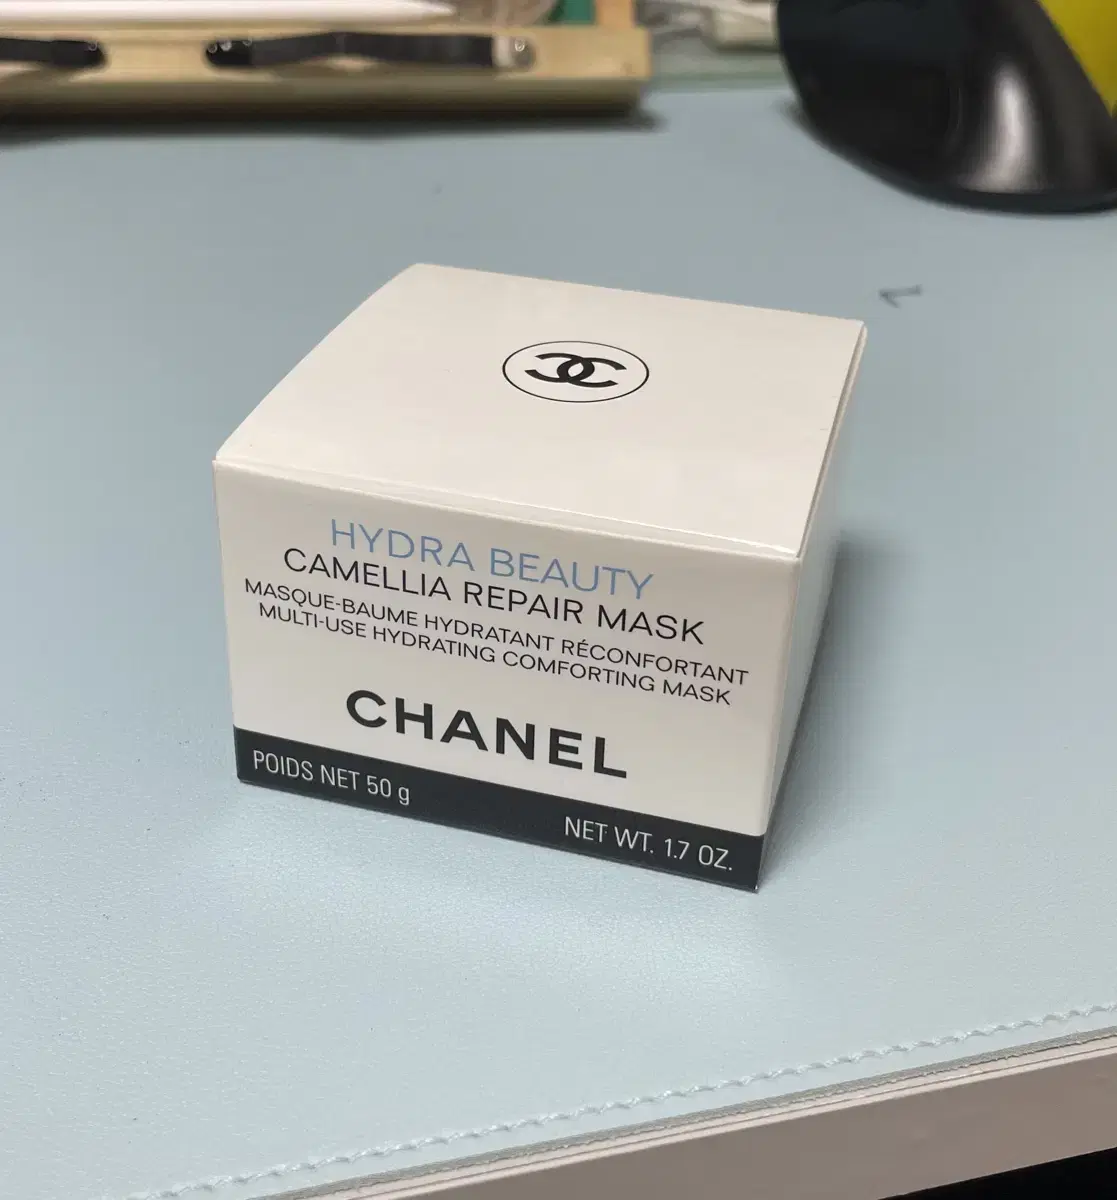 HYDRA BEAUTY
CAMELLIA REPAIR MASK
MASQUE-BAUME HYDRATANT RÉCONFORTANT
MULTI-USE HYDRATING COMFORTING MASK
CHANEL
POIDS NET 50 g
NET WT. 1.7 OZ.